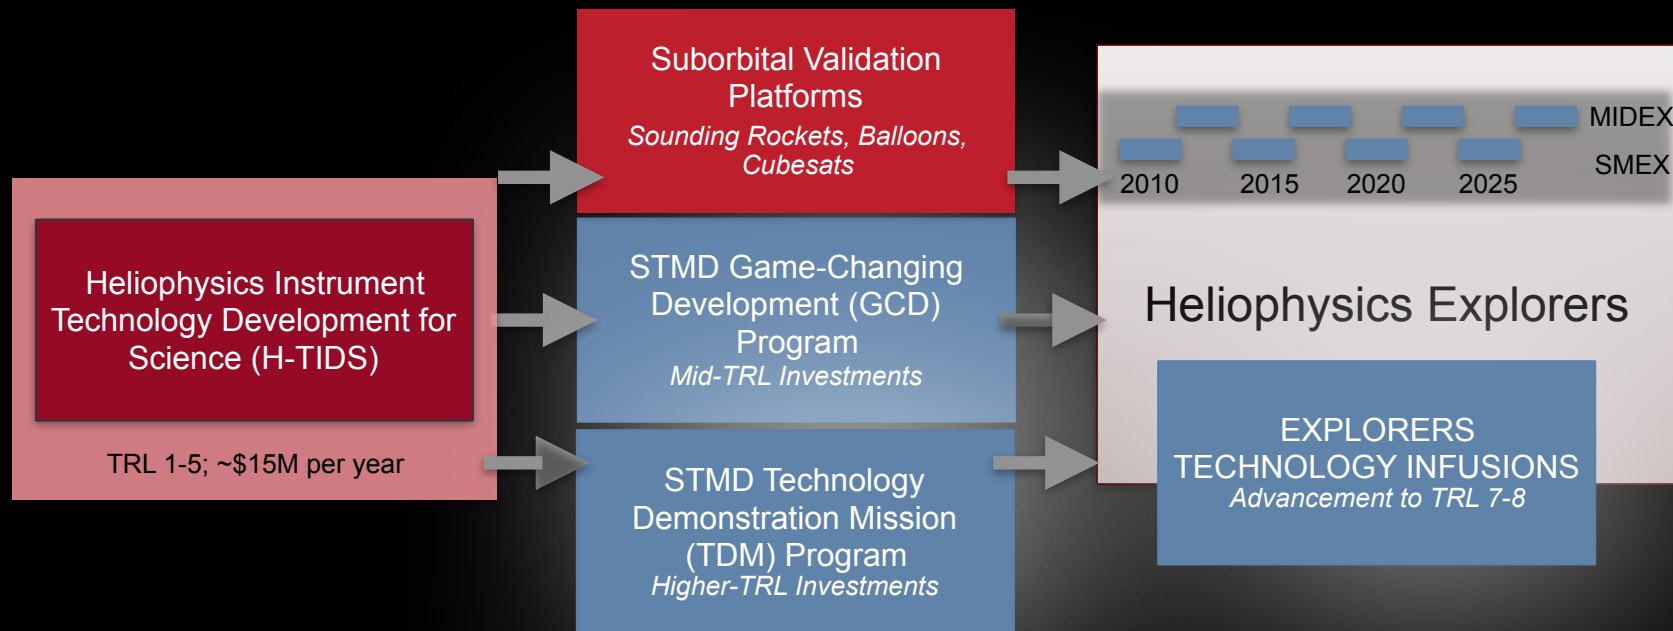 Heliophysics Instrument
Technology Development for
Science (H-TIDS)
TRL 1-5; ~$15M per year
Suborbital Validation
Platforms
Sounding Rockets, Balloons,
Cubesats
STMD Game-Changing
Development (GCD)
Program
Mid-TRL Investments
STMD Technology
Demonstration Mission
(TDM) Program
Higher-TRL Investments
MIDEX
SMEX
2010 2015 2020 2025
Heliophysics Explorers
EXPLORERS
TECHNOLOGY INFUSIONS
Advancement to TRL 7-8